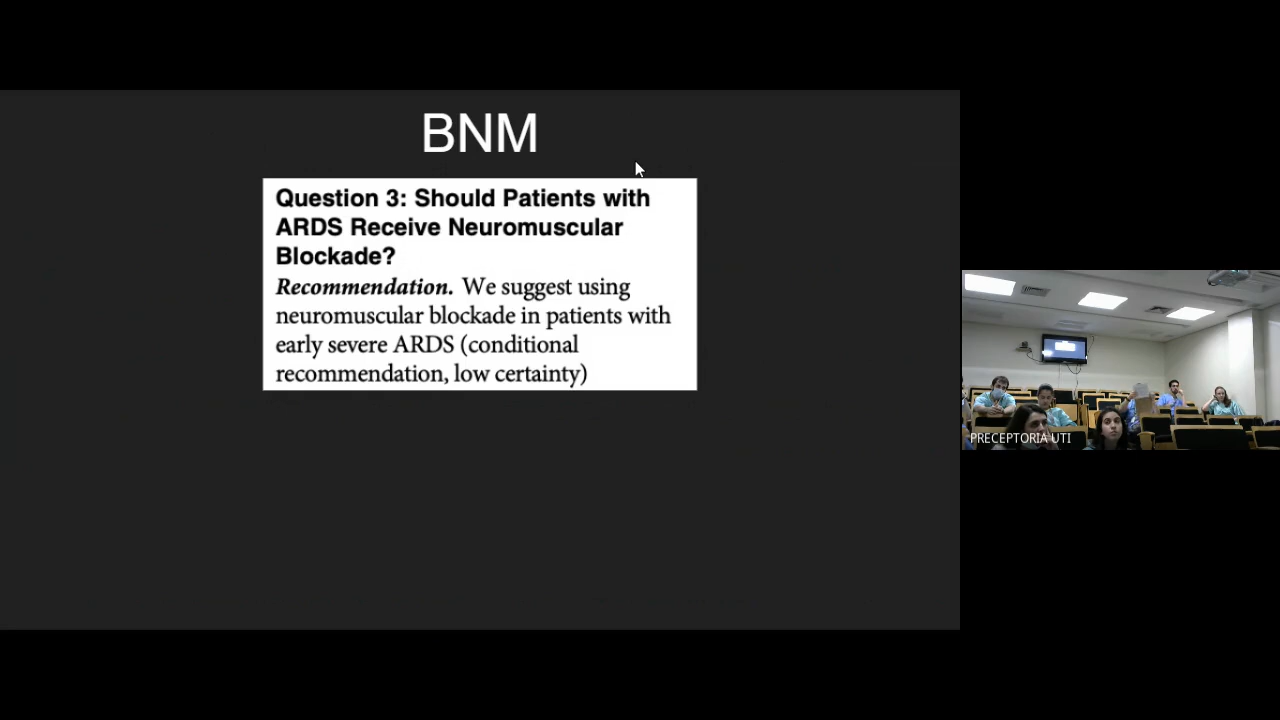 BNM
Question 3: Should Patients with
ARDS Receive Neuromuscular
Blockade?
Recommendation. We suggest using
neuromuscular blockade in patients with
early severe ARDS (conditional
recommendation, low certainty)
PRECEPTORIA UTI